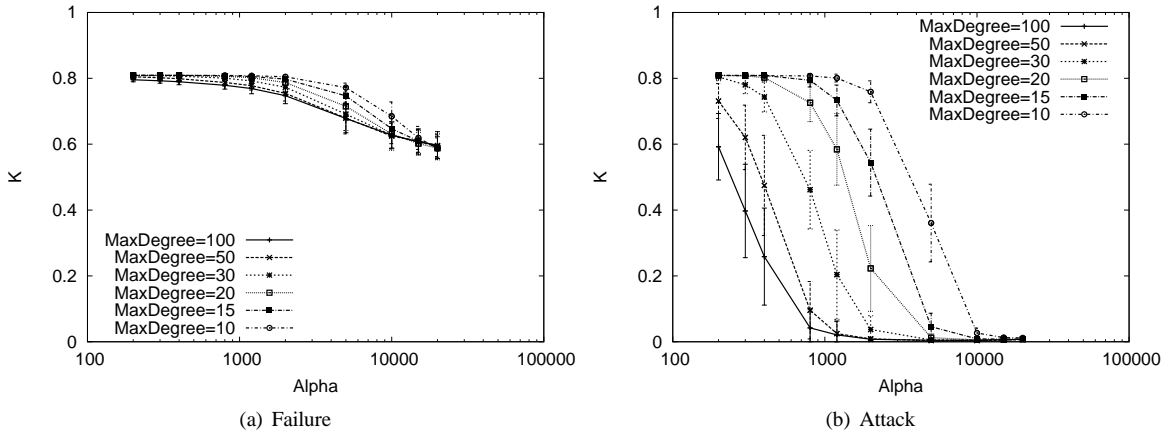 1
0.8
0.6
0.4
0.2
0
K
MaxDegree=100
MaxDegree=50
MaxDegree=30
MaxDegree=20
MaxDegree=15
MaxDegree=10
100
1000
10000
100000
Alpha
(a) Failure
1
0.8
0.6
0.4
0.2
0
K
MaxDegree=100
MaxDegree=50
MaxDegree=30
MaxDegree=20
MaxDegree=15
MaxDegree=10
100
1000
10000
100000
Alpha
(b) Attack